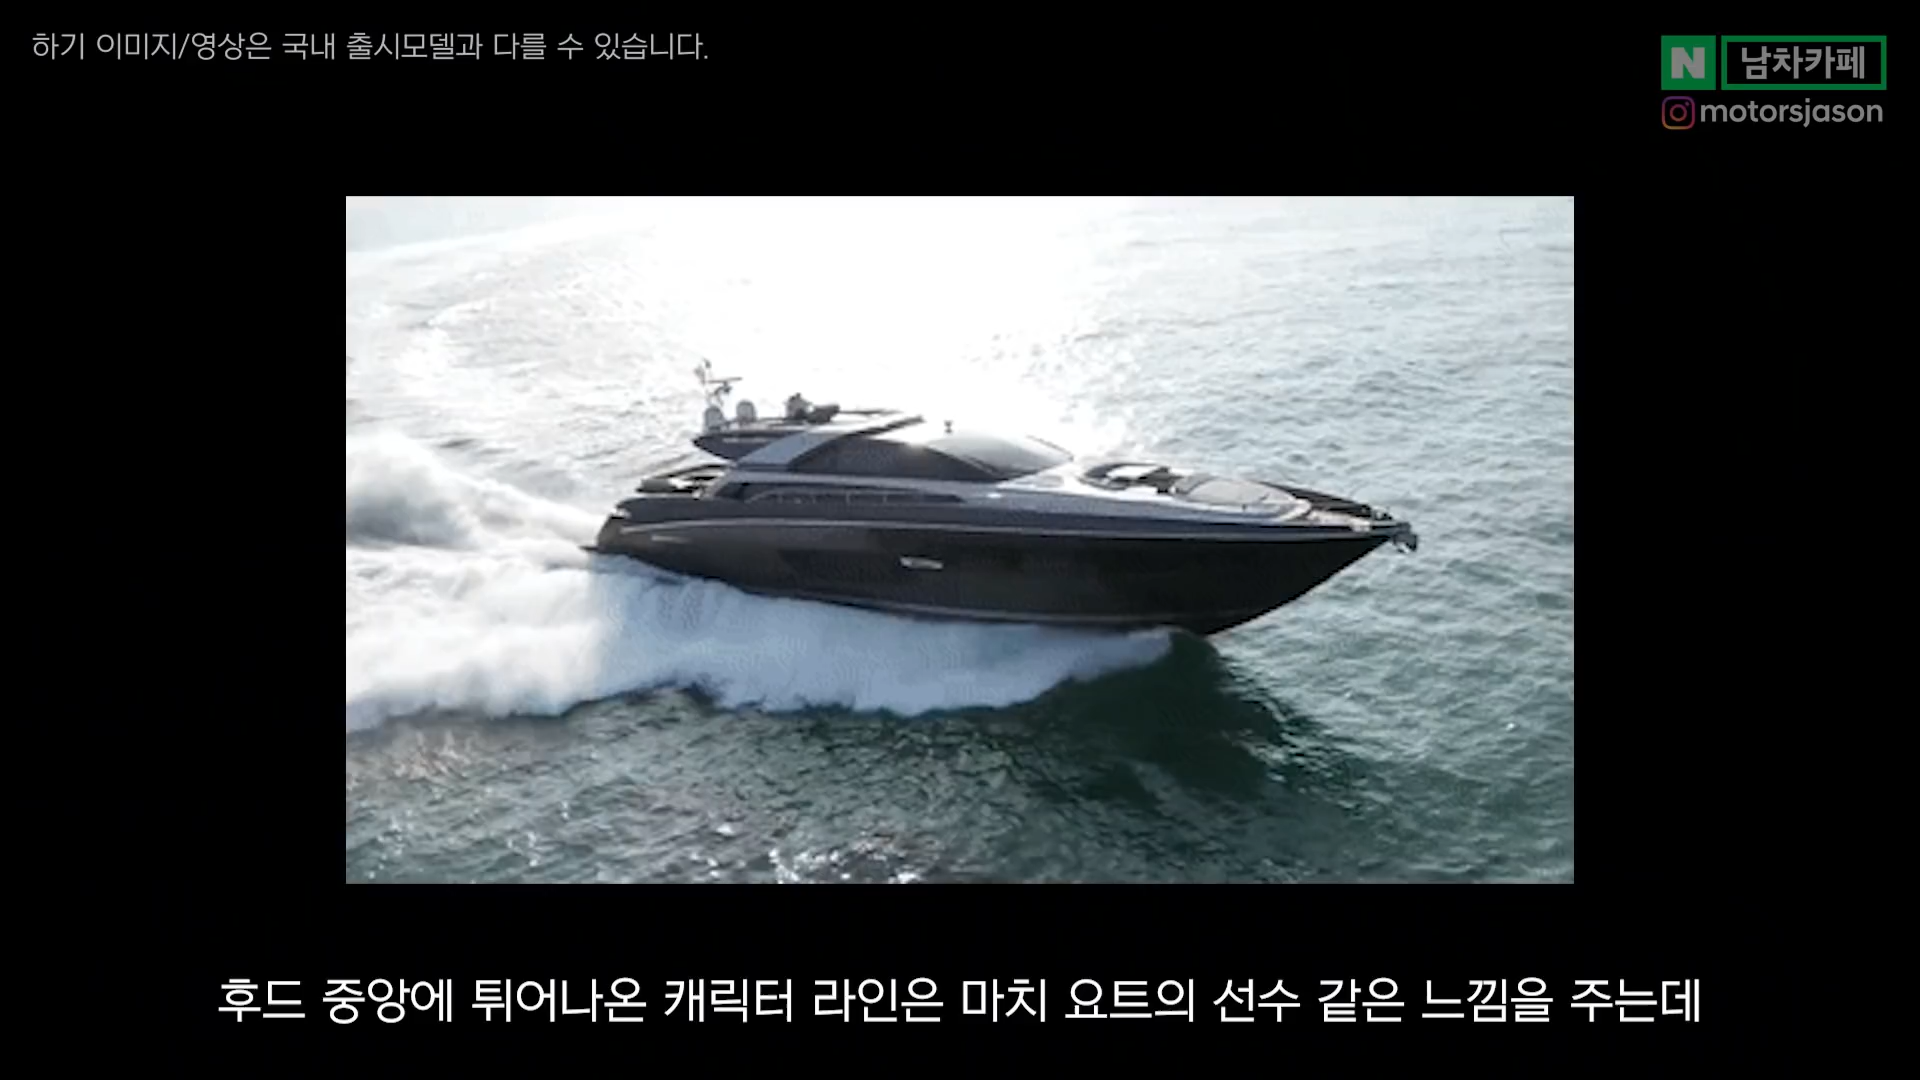 하기 이미지/영상은 국내 출시모델과 다를 수 있습니다.
N 남차카페
motorsjason
후드 중앙에 튀어나온 캐릭터 라인은 마치 요트의 선수 같은 느낌을 주는데